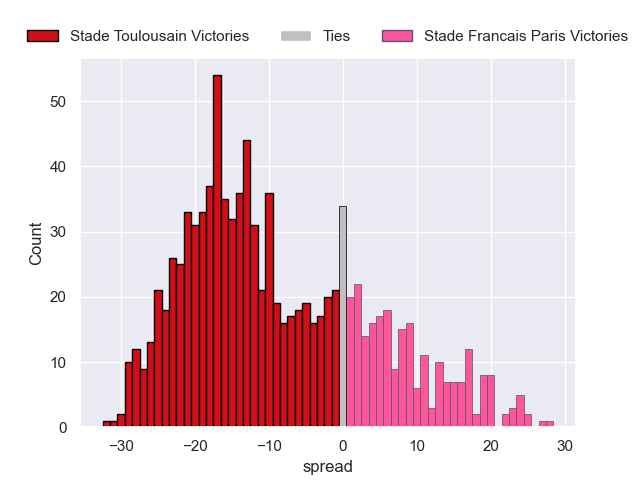 Stade Toulousain Victories Ties Stade Francais Paris Victories
50
40
30
20
10
0
Count
−30 −20 −10 0 10 20 30
spread